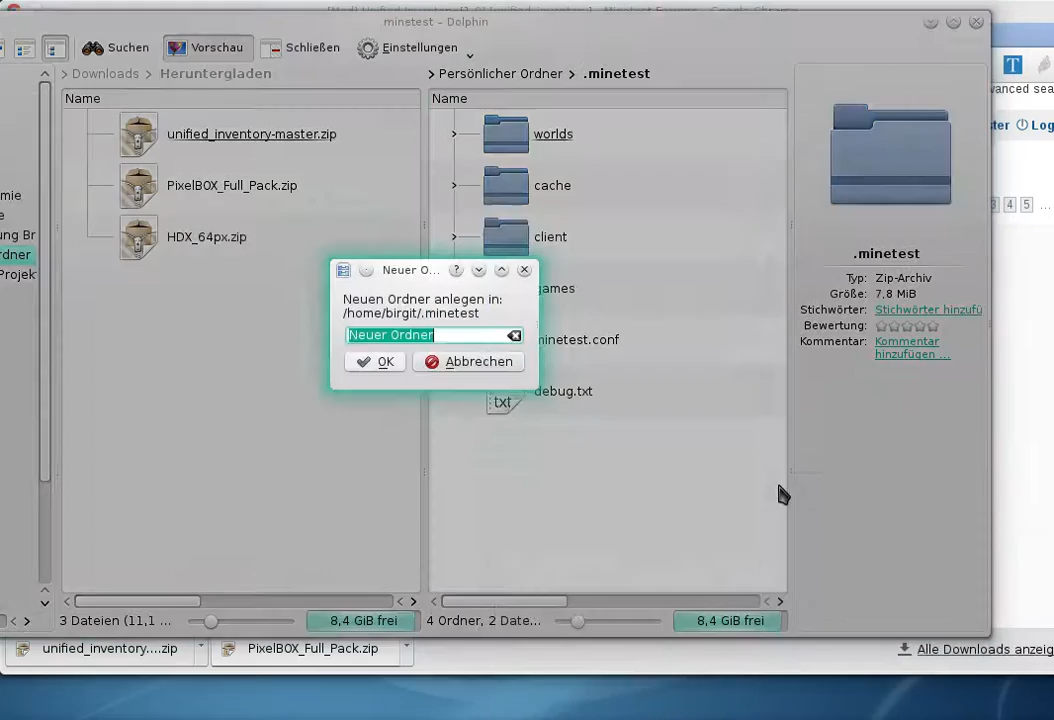 minetest – Dolphin
Suchen
Vorschau
Schließen
Einstellungen
Downloads
Heruntergladen
Persönlicher Ordner
.minetest
Name
unified_inventory-master.zip
PixelBOX_Full_Pack.zip
HDX_64px.zip
Name
worlds
cache
client
games
minetest.conf
debug.txt
txt
Neuer O...
?
Neuen Ordner anlegen in:
/home/birgit/.minetest
Neuer Ordner
OK
Abbrechen
.minetest
Typ: Zip-Archiv
Größe: 7,8 MiB
Stichwörter: Stichwörter hinzufü
Bewertung:
Kommentar: Kommentar
hinzufügen ...
mie
e
ung Br
rdner
Projek
3 Dateien (11,1 ...
8,4 GiB frei
4 Ordner, 2 Date...
8,4 GiB frei
T
anced sea
ter
Log
3 4 5 ...
unified_inventory....zip
PixelBOX_Full_Pack.zip
Alle Downloads anzeig